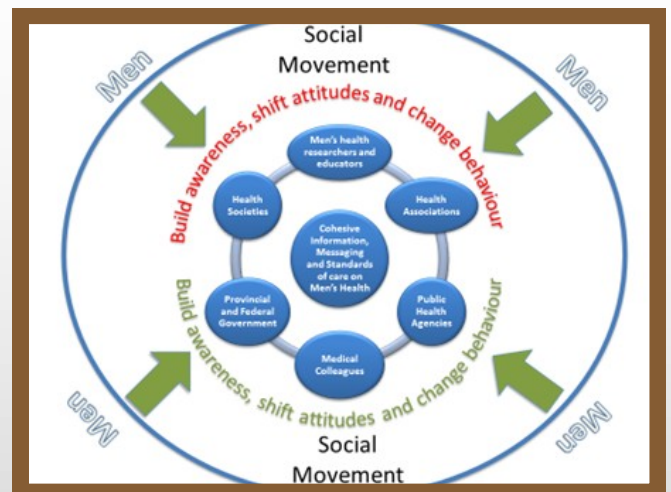 Social
Movement
Men
Men
Build awareness, shift attitudes and change behaviour
Men's health
researchers and
educators
Health
Societies
Health
Associations
Cohesive
Information,
Messaging
and Standards
of care on
Men's Health
Provincial
and Federal
Government
Public
Health
Agencies
Medical
Colleagues
Build awareness, shift attitudes and change behaviour
Men
Men
Social
Movement